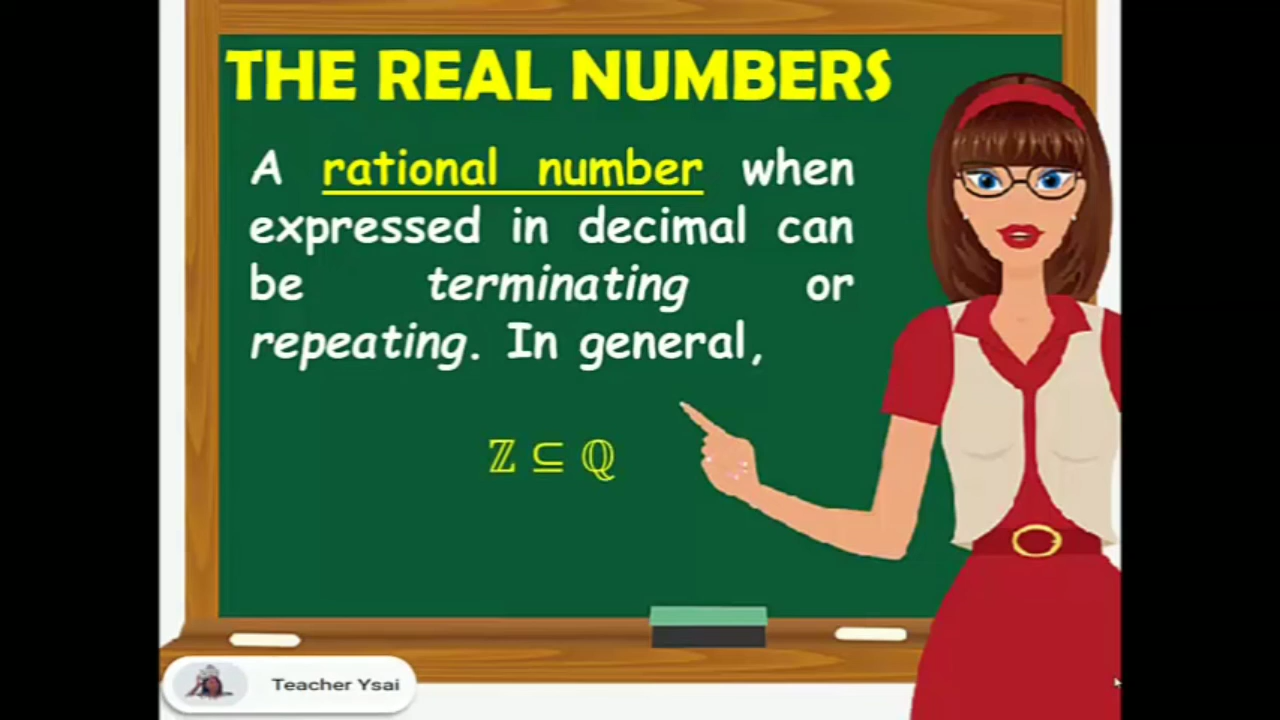 THE REAL NUMBERS
A rational number when
expressed in decimal can
be terminating or
repeating. In general,
ℤ ⊆ ℚ
Teacher Ysai